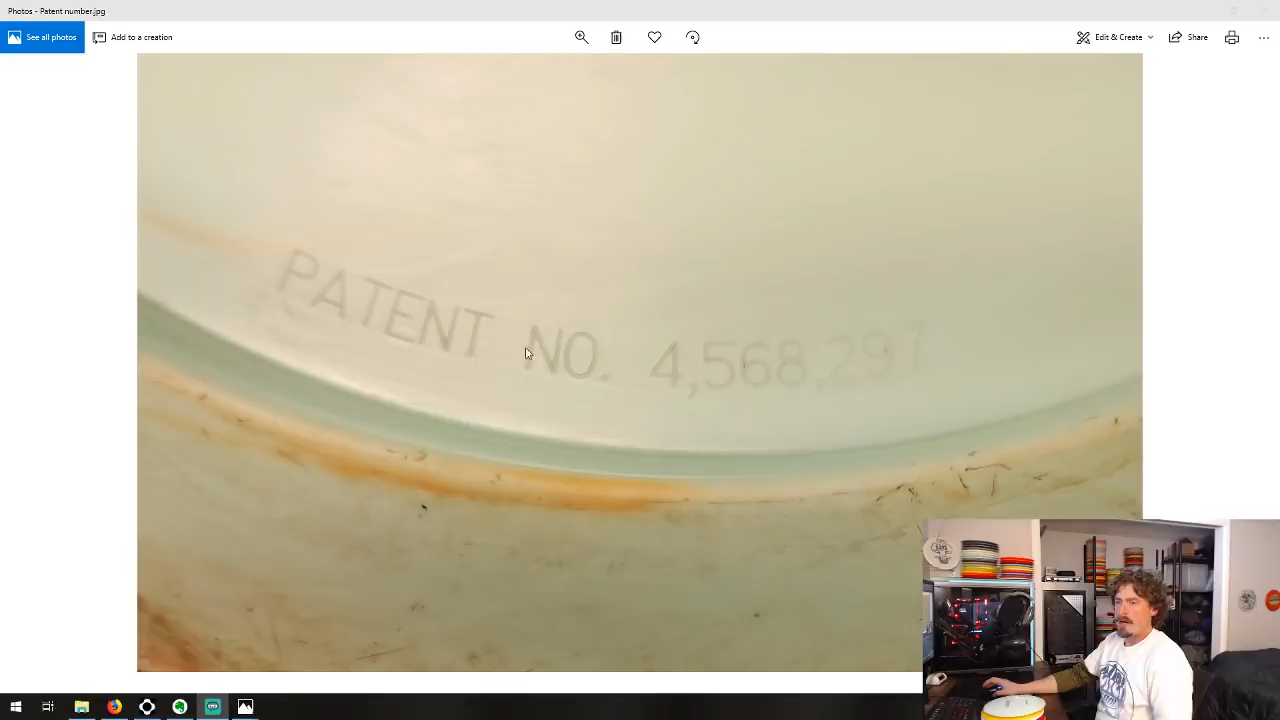 Photos - Patent number.jpg
See all photos
Add to a creation
Edit & Create
Share
PATENT NO. 4,568,297